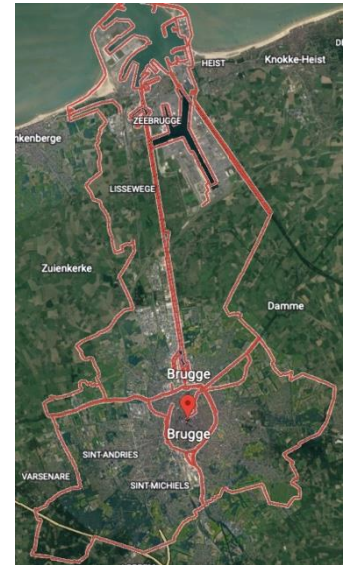 HEIST
Knokke-Heist
ZEEBRUGGE
nkenberge
LISSEWEGE
Zuienkerke
Damme
Brugge
Brugge
SINT-ANDRIES
VARSENARE
SINT-MICHIELS